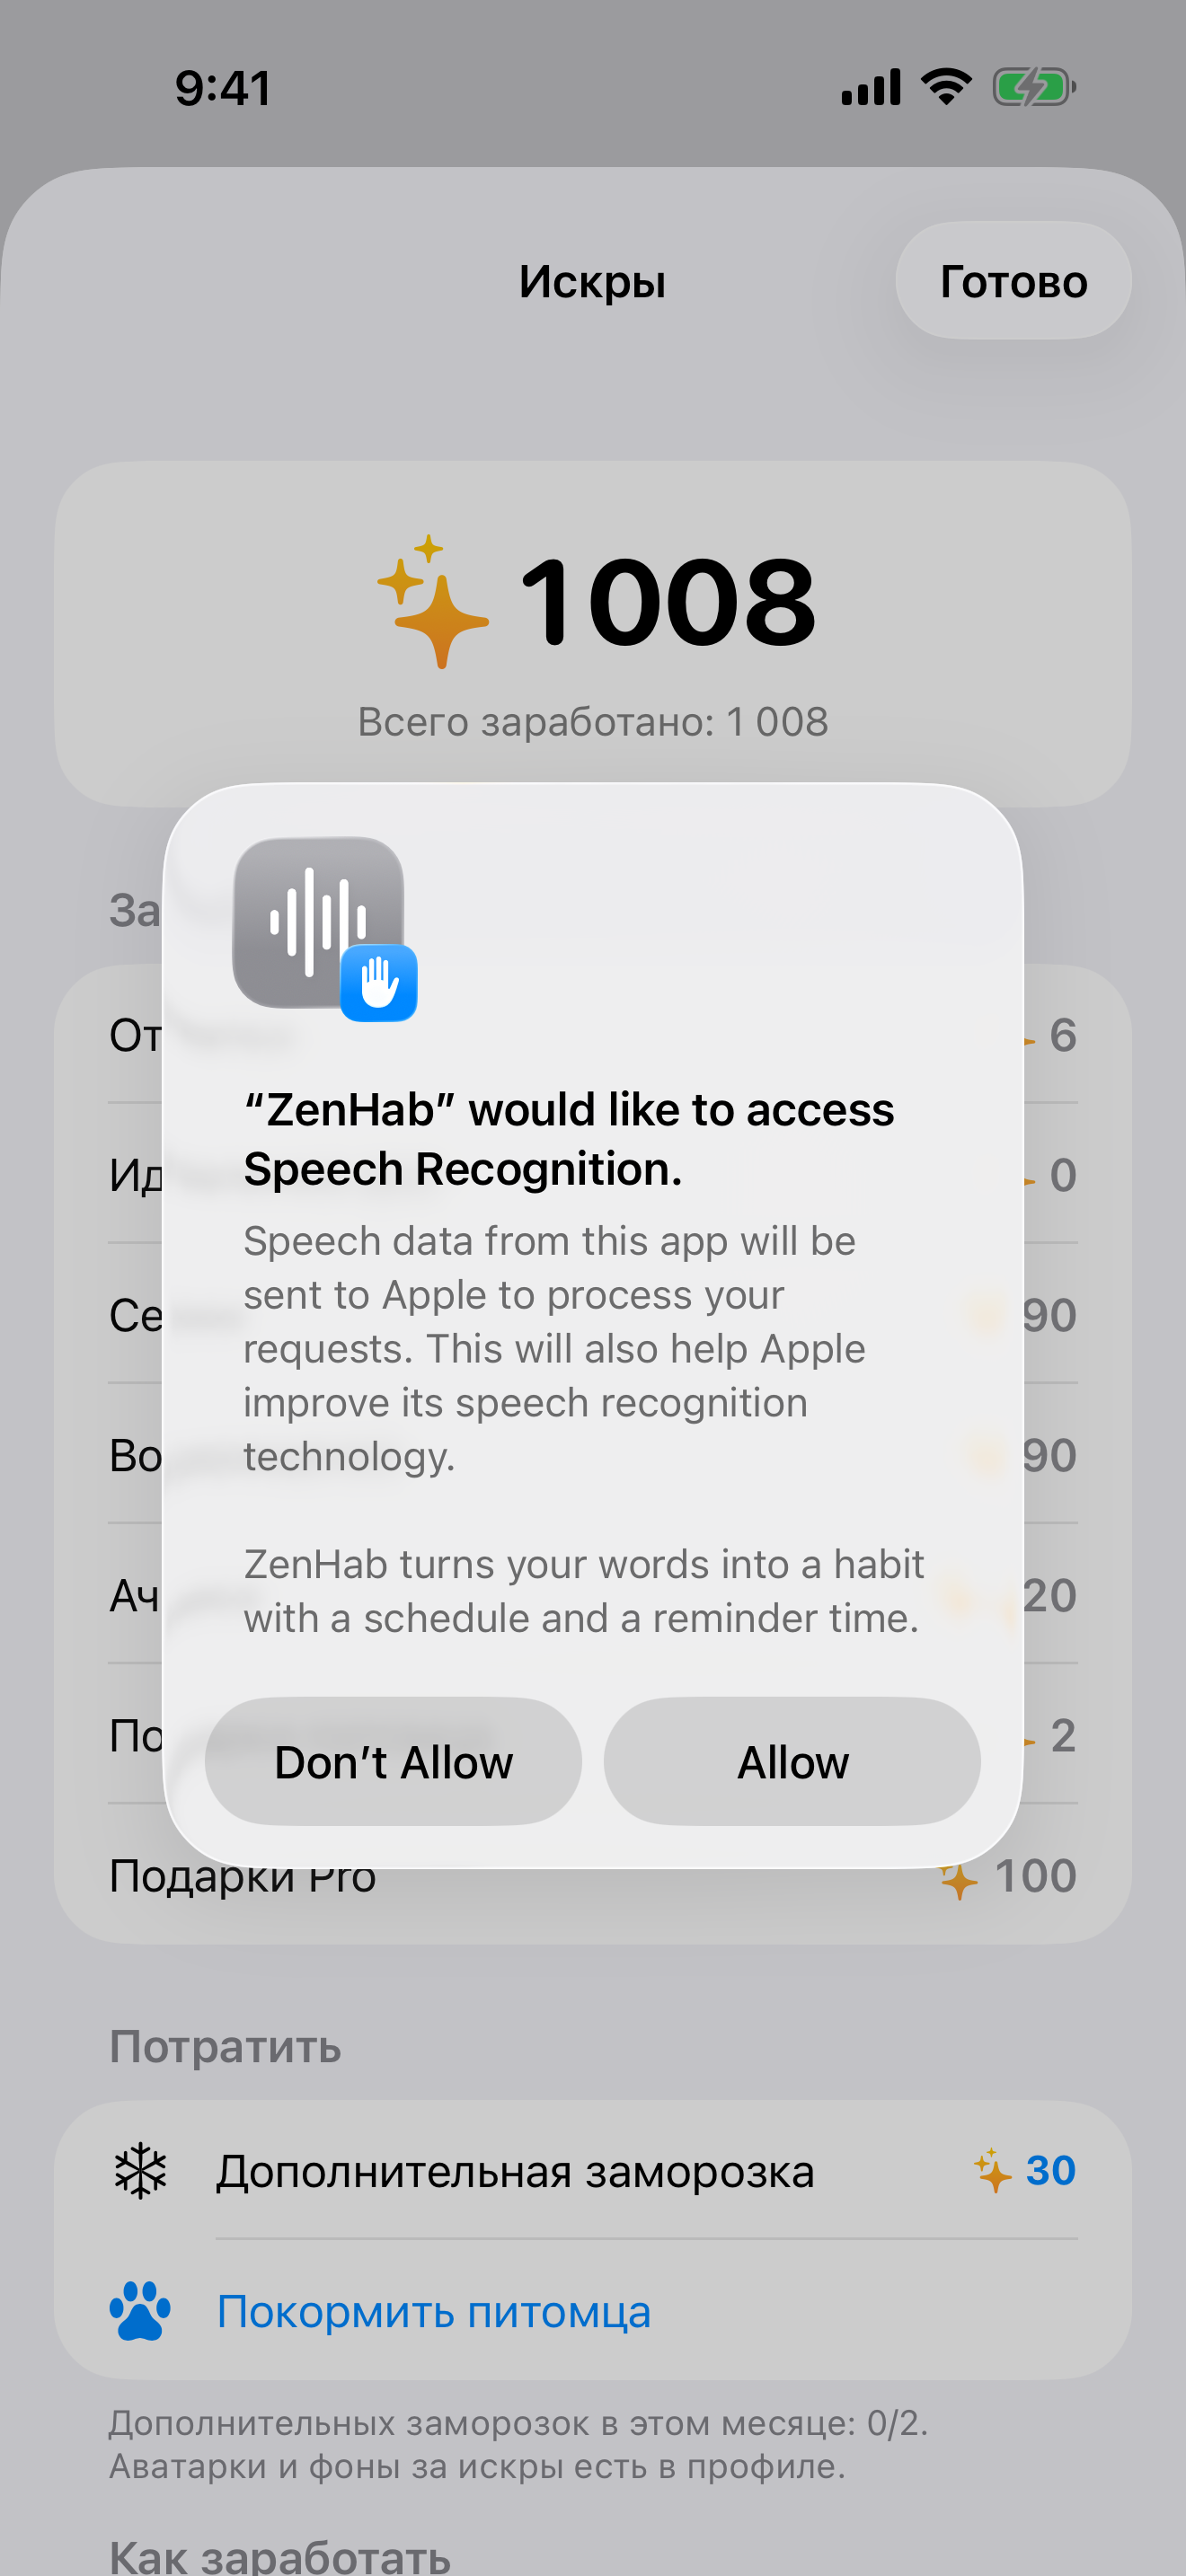 9:41
Искры
Готово
1 008
Всего заработано: 1 008
6
0
90
90
20
2
“ZenHab” would like to access
Speech Recognition.
Speech data from this app will be
sent to Apple to process your
requests. This will also help Apple
improve its speech recognition
technology.
ZenHab turns your words into a habit
with a schedule and a reminder time.
Don’t Allow
Allow
Подарки Pro
100
Потратить
Дополнительная заморозка
30
Покормить питомца
Дополнительных заморозок в этом месяце: 0/2.
Аватарки и фоны за искры есть в профиле.
Как заработать